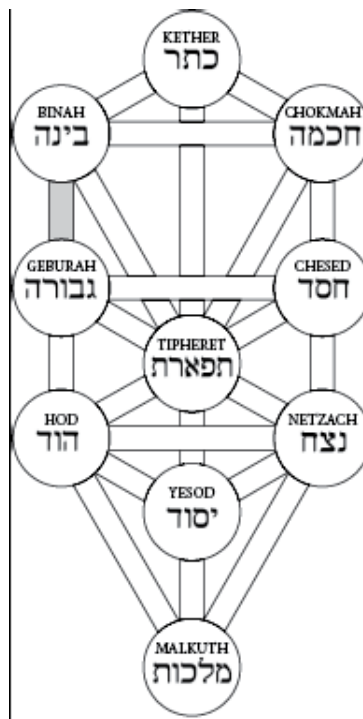 KETHER
כתר
BINAH
בינה
CHOKMAH
חכמה
GEBURAH
גבורה
CHESED
חסד
TIPHERET
תפארת
HOD
הוד
NETZACH
נצח
YESOD
יסוד
MALKUTH
מלכות